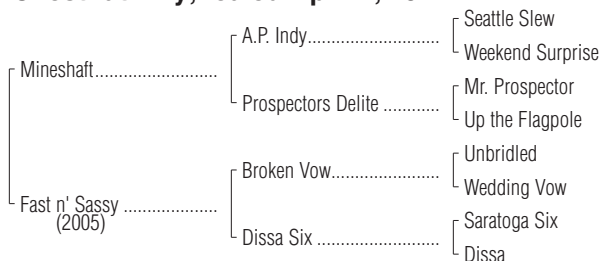 Seattle Slew
A.P. Indy
Weekend Surprise
Mineshaft
Mr. Prospector
Prospectors Delite
Up the Flagpole
Unbridled
Broken Vow
Wedding Vow
Fast n' Sassy
(2005)
Saratoga Six
Dissa Six
Dissa